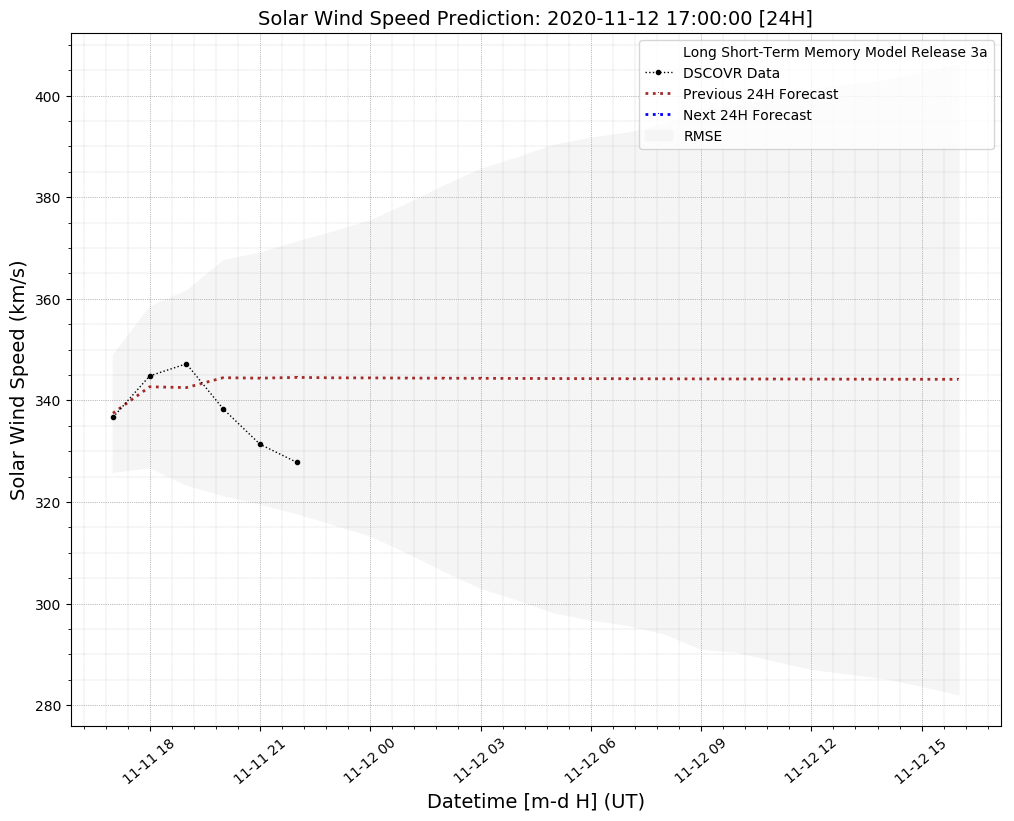 Solar Wind Speed Prediction: 2020-11-12 17:00:00 [24H]
Long Short-Term Memory Model Release 3a
DSCOVR Data
Previous 24H Forecast
Next 24H Forecast
RMSE
Solar Wind Speed (km/s)
400
380
360
340
320
300
280
11-11 18
11-11 21
11-12 00
11-12 03
11-12 06
11-12 09
11-12 12
11-12 15
Datetime [m-d H] (UT)